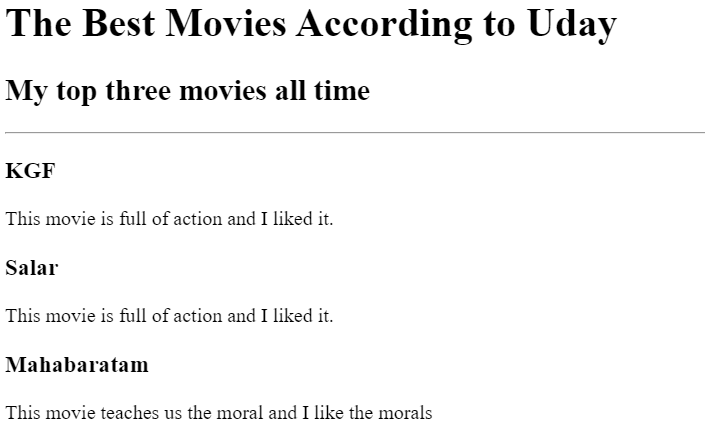 The Best Movies According to Uday
My top three movies all time
KGF
This movie is full of action and I liked it.
Salar
This movie is full of action and I liked it.
Mahabaratam
This movie teaches us the moral and I like the morals